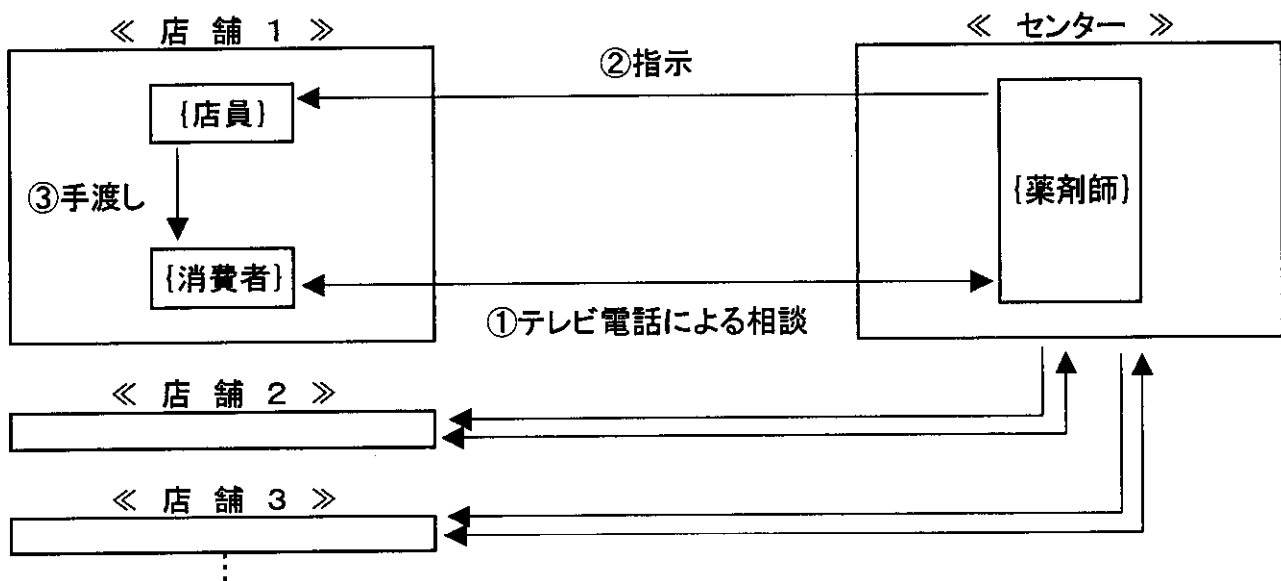 ≪ 店 舗 1 ≫
≪ センター ≫
②指示
{店員}
③手渡し
{薬剤師}
{消費者}
①テレビ電話による相談
≪ 店 舗 2 ≫
≪ 店 舗 3 ≫